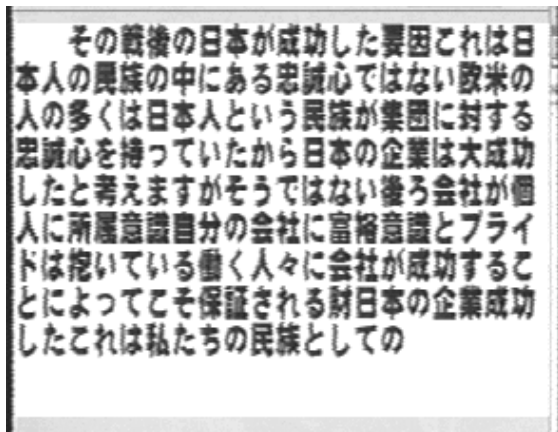 その戦後の日本が成功した要因これは日
本人の民族の中にある忠誠心ではない欧米の
人の多くは日本人という民族が集団に対する
忠誠心を持っていたから日本の企業は大成功
したと考えますがそうではない後ろ会社が個
人に所属意識自分の会社に富裕意識とプライ
ドは抱いている働く人々に会社が成功するこ
とによってこそ保証される財日本の企業成功
したこれは私たちの民族としての